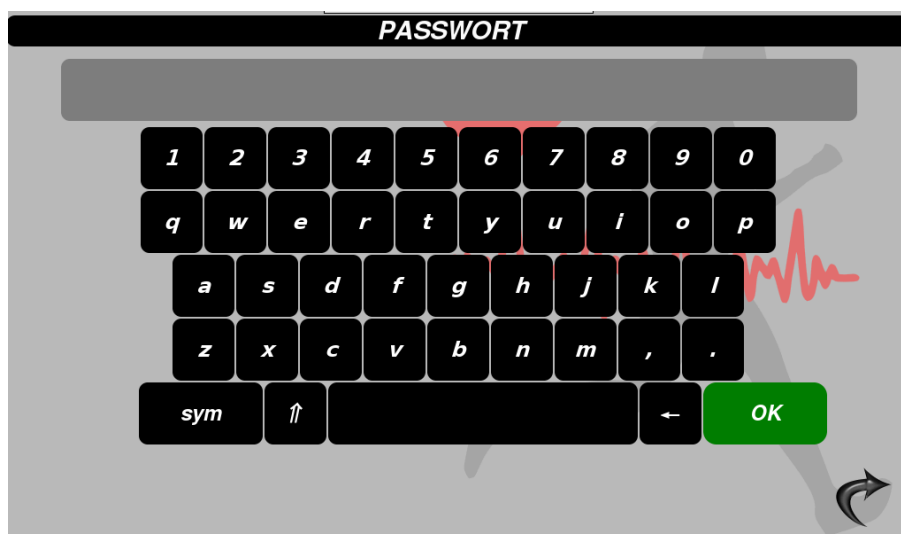 PASSWORT
1 2 3 4 5 6 7 8 9 0
q w e r t y u i o p
a s d f g h j k l
z x c v b n m , .
sym ⇑ ← OK